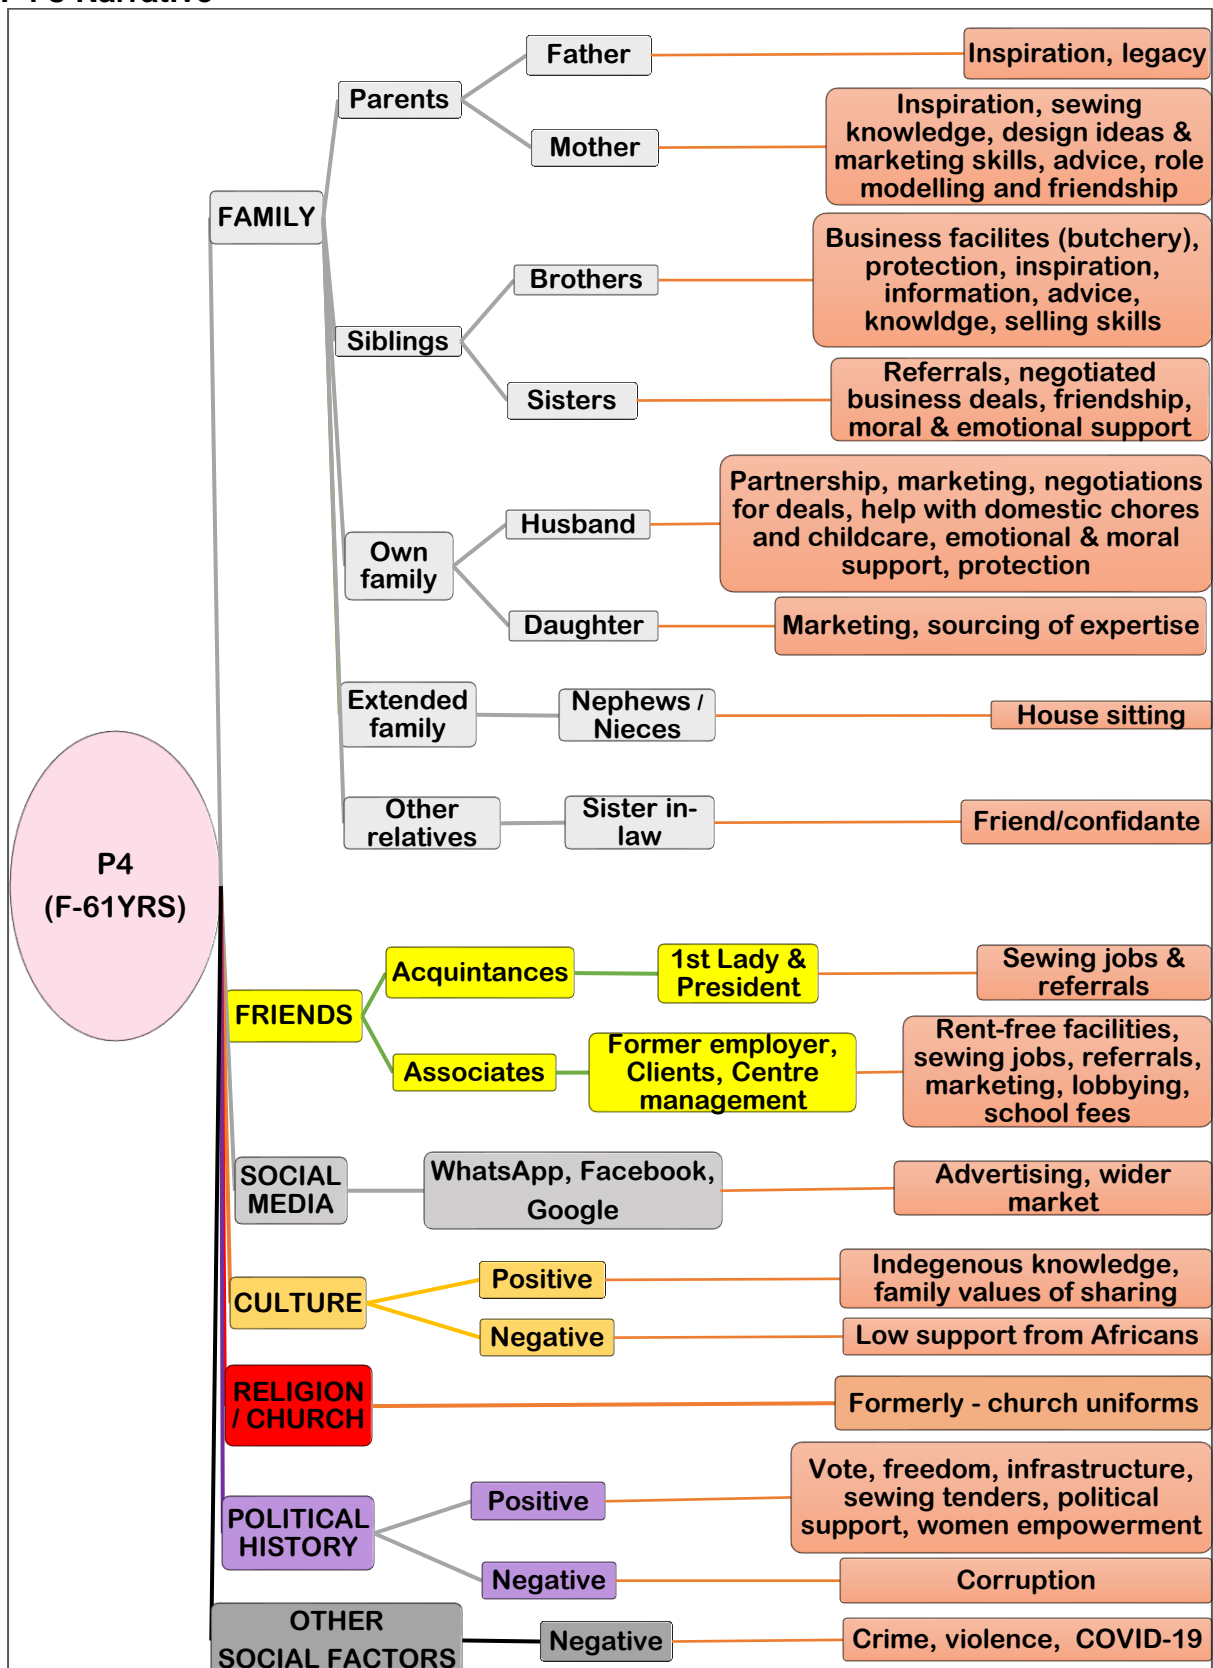 Father
Inspiration, legacy
Parents
Inspiration, sewing
knowledge, design ideas &
marketing skills, advice, role
modelling and friendship
Mother
FAMILY
Business facilites (butchery),
protection, inspiration,
information, advice,
knowldge, selling skills
Brothers
Siblings
Referrals, negotiated
business deals, friendship,
moral & emotional support
Sisters
Partnership, marketing, negotiations
for deals, help with domestic chores
and childcare, emotional & moral
support, protection
Husband
Own
family
Daughter
Marketing, sourcing of expertise
Extended
family
Nephews /
Nieces
House sitting
Other
relatives
Sister in-
law
Friend/confidante
P4
(F-61YRS)
Acquintances
1st Lady &
President
Sewing jobs &
referrals
FRIENDS
Associates
Former employer,
Clients, Centre
management
Rent-free facilities,
sewing jobs, referrals,
marketing, lobbying,
school fees
SOCIAL
MEDIA
WhatsApp, Facebook,
Google
Advertising, wider
market
CULTURE
Positive
Indegenous knowledge,
family values of sharing
Negative
Low support from Africans
RELIGION
/ CHURCH
Formerly - church uniforms
POLITICAL
HISTORY
Positive
Vote, freedom, infrastructure,
sewing tenders, political
support, women empowerment
Negative
Corruption
OTHER
SOCIAL FACTORS
Negative
Crime, violence, COVID-19